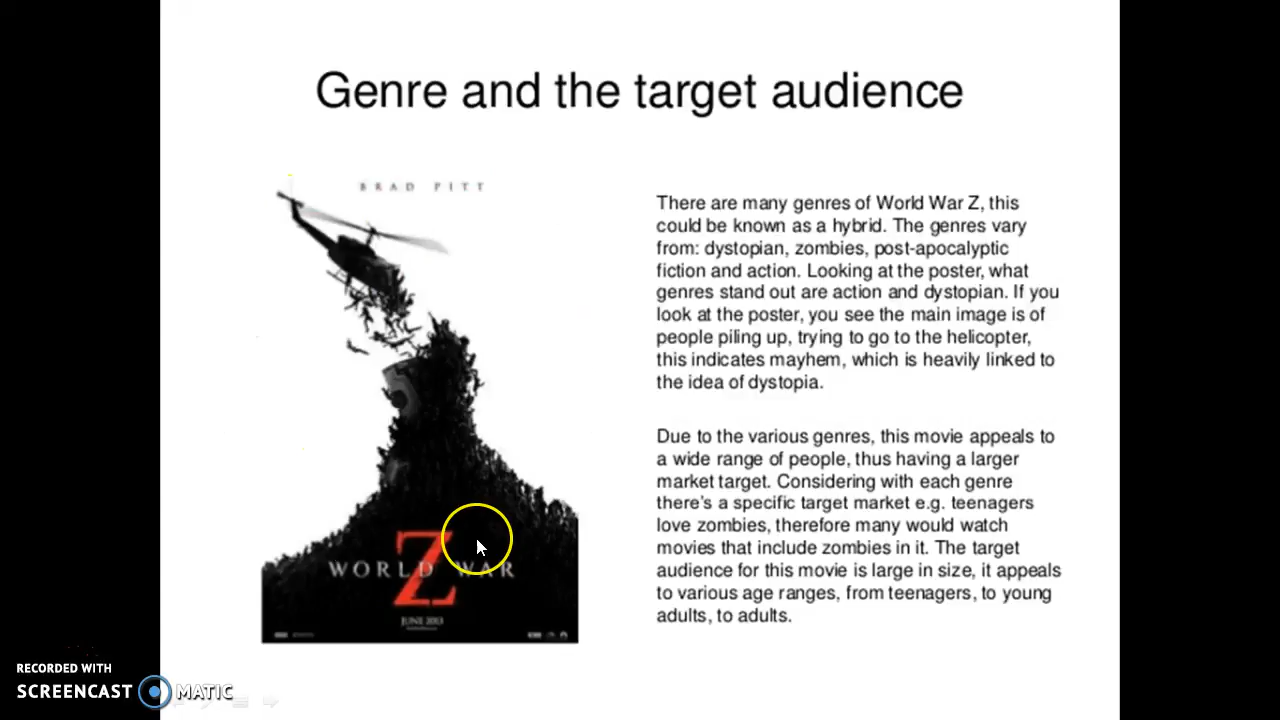 Genre and the target audience
BRAD PITT
There are many genres of World War Z, this
could be known as a hybrid. The genres vary
from: dystopian, zombies, post-apocalyptic
fiction and action. Looking at the poster, what
genres stand out are action and dystopian. If you
look at the poster, you see the main image is of
people piling up, trying to go to the helicopter,
this indicates mayhem, which is heavily linked to
the idea of dystopia.
Due to the various genres, this movie appeals to
a wide range of people, thus having a larger
market target. Considering with each genre
there's a specific target market e.g. teenagers
love zombies, therefore many would watch
movies that include zombies in it. The target
audience for this movie is large in size, it appeals
to various age ranges, from teenagers, to young
adults, to adults.
WORLD WAR
Z
JUNE 2013
RECORDED WITH
SCREENCAST MATIC